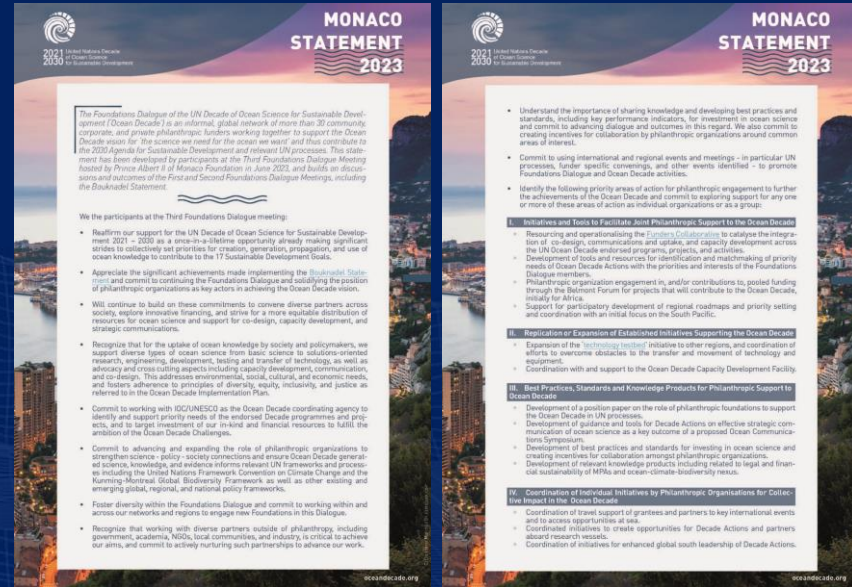 2021
2030
United Nations Decade
of Ocean Science
for Sustainable Development
MONACO
STATEMENT
2023
The Foundations Dialogue of the UN Decade of Ocean Science for Sustainable Devel-
opment ('Ocean Decade') is an informal, global network of more than 30 community,
corporate, and private philanthropic funders working together to support the Ocean
Decade vision for 'the science we need for the ocean we want' and thus contribute to
the 2030 Agenda for Sustainable Development and relevant UN processes. This state-
ment has been developed by participants at the Third Foundations Dialogue Meeting
hosted by Prince Albert II of Monaco Foundation in June 2023, and builds on discus-
sions and outcomes of the First and Second Foundations Dialogue Meetings, including
the Bouknadel Statement.
We the participants at the Third Foundations Dialogue meeting:
• Reaffirm our support for the UN Decade of Ocean Science for Sustainable Develop-
ment 2021 – 2030 as a once-in-a-lifetime opportunity already making significant
strides to collectively set priorities for creation, generation, propagation, and use of
ocean knowledge to contribute to the 17 Sustainable Development Goals.
• Appreciate the significant achievements made implementing the Bouknadel State-
ment and commit to continuing the Foundations Dialogue and solidifying the position
of philanthropic organizations as key actors in achieving the Ocean Decade vision.
• Will continue to build on these commitments to convene diverse partners across
society, explore innovative financing, and strive for a more equitable distribution of
resources for ocean science and support for co-design, capacity development, and
strategic communications.
• Recognize that for the uptake of ocean knowledge by society and policymakers, we
support diverse types of ocean science from basic science to solutions-oriented
research, engineering, development, testing and transfer of technology, as well as
advocacy and cross cutting aspects including capacity development, communication,
and co-design. This addresses environmental, social, cultural, and economic needs,
and fosters adherence to principles of diversity, equity, inclusivity, and justice as
referred to in the Ocean Decade Implementation Plan.
• Commit to working with IOC/UNESCO as the Ocean Decade coordinating agency to
identify and support priority needs of the endorsed Decade programmes and proj-
ects, and to target investment of our in-kind and financial resources to fulfill the
ambition of the Ocean Decade Challenges.
• Commit to advancing and expanding the role of philanthropic organizations to
strengthen science - policy - society connections and ensure Ocean Decade generat-
ed science, knowledge, and evidence informs relevant UN frameworks and process-
es including the United Nations Framework Convention on Climate Change and the
Kunming-Montreal Global Biodiversity Framework as well as other existing and
emerging global, regional, and national policy frameworks.
• Foster diversity within the Foundations Dialogue and commit to working within and
across our networks and regions to engage new Foundations in this Dialogue.
• Recognize that working with diverse partners outside of philanthropy, including
government, academia, NGOs, local communities, and industry, is critical to achieve
our aims, and commit to actively nurturing such partnerships to advance our work.
oceandecade.org
2021
2030
United Nations Decade
of Ocean Science
for Sustainable Development
MONACO
STATEMENT
2023
• Understand the importance of sharing knowledge and developing best practices and
standards, including key performance indicators, for investment in ocean science
and commit to advancing dialogue and outcomes in this regard. We also commit to
creating incentives for collaboration by philanthropic organizations around common
areas of interest.
• Commit to using international and regional events and meetings - in particular UN
processes, funder specific convenings, and other events identified - to promote
Foundations Dialogue and Ocean Decade activities.
• Identify the following priority areas of action for philanthropic engagement to further
the achievements of the Ocean Decade and commit to exploring support for any one
or more of these areas of action as individual organizations or as a group:
I. Initiatives and Tools to Facilitate Joint Philanthropic Support to the Ocean Decade
Resourcing and operationalising the Funders Collaborative to catalyse the integra-
tion of co-design, communications and uptake, and capacity development across
the UN Ocean Decade endorsed programs, projects, and activities.
Development of tools and resources for identification and matchmaking of priority
needs of Ocean Decade Actions with the priorities and interests of the Foundations
Dialogue members.
Philanthropic organization engagement in, and/or contributions to, pooled funding
through the Belmont Forum for projects that will contribute to the Ocean Decade,
initially for Africa.
Support for participatory development of regional roadmaps and priority setting
and coordination with an initial focus on the South Pacific.
II. Replication or Expansion of Established Initiatives Supporting the Ocean Decade
Expansion of the 'technology testbed' initiative to other regions, and coordination of
efforts to overcome obstacles to the transfer and movement of technology and
equipment.
Coordination with and support to the Ocean Decade Capacity Development Facility.
III. Best Practices, Standards and Knowledge Products for Philanthropic Support to
Ocean Decade
Development of a position paper on the role of philanthropic foundations to support
the Ocean Decade in UN processes.
Development of guidance and tools for Decade Actions on effective strategic com-
munication of ocean science as a key outcome of a proposed Ocean Communica-
tions Symposium.
Development of best practices and standards for investing in ocean science and
creating incentives for collaboration amongst philanthropic organizations.
Development of relevant knowledge products including related to legal and finan-
cial sustainability of MPAs and ocean-climate-biodiversity nexus.
IV. Coordination of Individual Initiatives by Philanthropic Organisations for Collec-
tive Impact in the Ocean Decade
Coordination of travel support of grantees and partners to key international events
and to access opportunities at sea.
Coordinated initiatives to create opportunities for Decade Actions and partners
aboard research vessels.
Coordination of initiatives for enhanced global south leadership of Decade Actions.
oceandecade.org